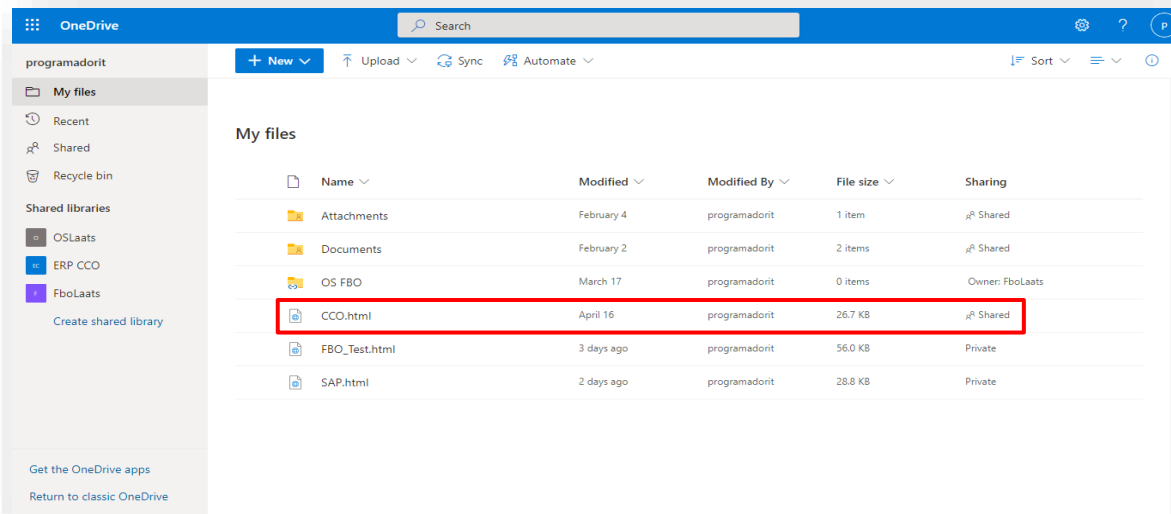 OneDrive
Search
?
P
programadorit
+ New
Upload
Sync
Automate
Sort
My files
Recent
Shared
Recycle bin
Shared libraries
OSLaats
EC ERP CCO
F FboLaats
Create shared library
Get the OneDrive apps
Return to classic OneDrive
My files
Name Modified Modified By File size Sharing
Attachments February 4 programadorit 1 item Shared
Documents February 2 programadorit 2 items Shared
OS FBO March 17 programadorit 0 items Owner: FboLaats
CCO.html April 16 programadorit 26.7 KB Shared
FBO_Test.html 3 days ago programadorit 56.0 KB Private
SAP.html 2 days ago programadorit 28.8 KB Private